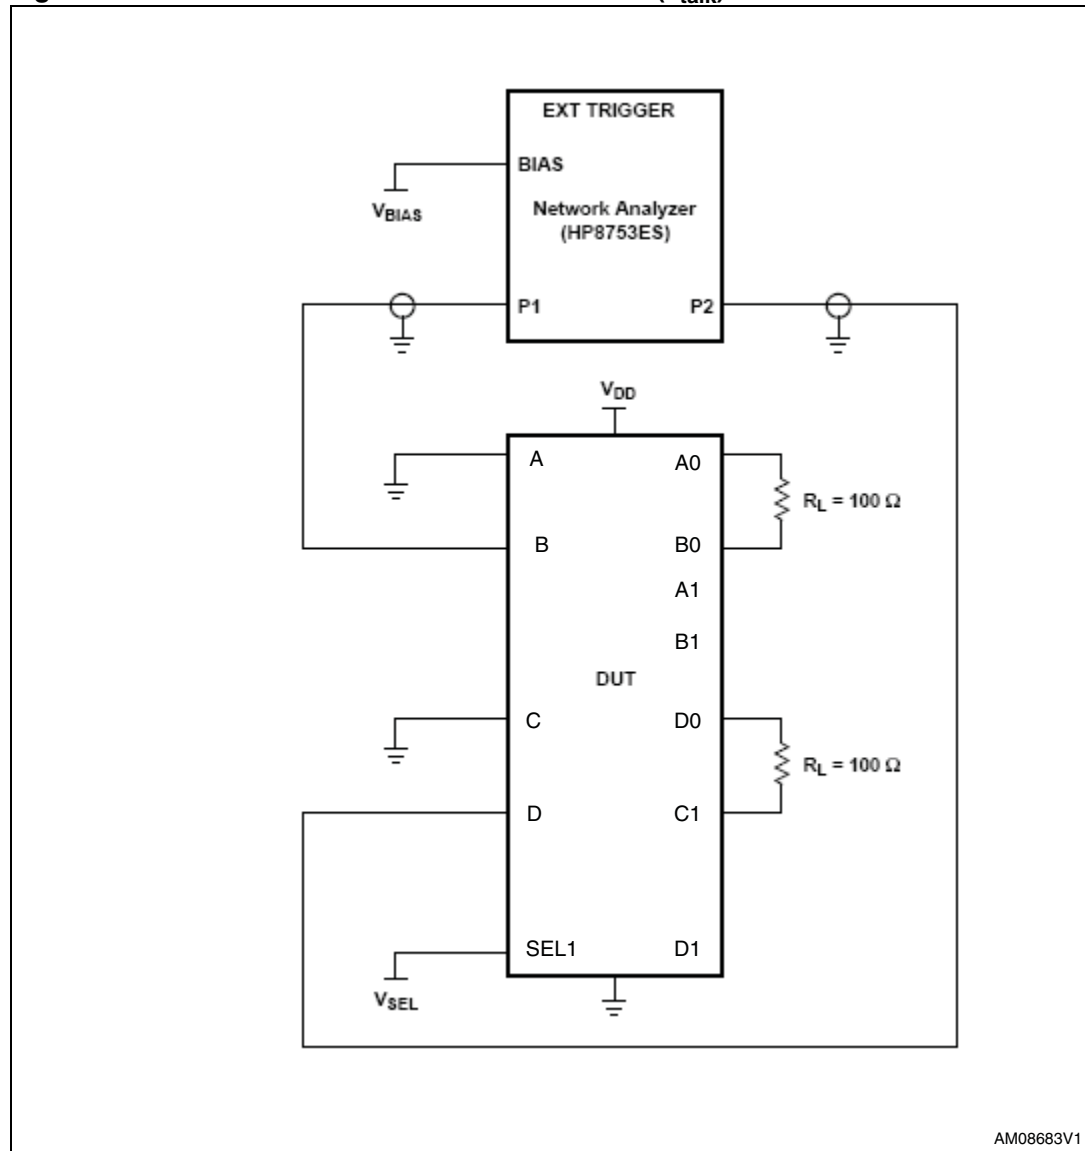 EXT TRIGGER
BIAS
VBIAS
Network Analyzer
(HP8753ES)
P1
P2
VDD
A
A0
RL = 100 Ω
B
B0
A1
B1
DUT
C
D0
RL = 100 Ω
D
C1
SEL1
D1
VSEL
AM08683V1